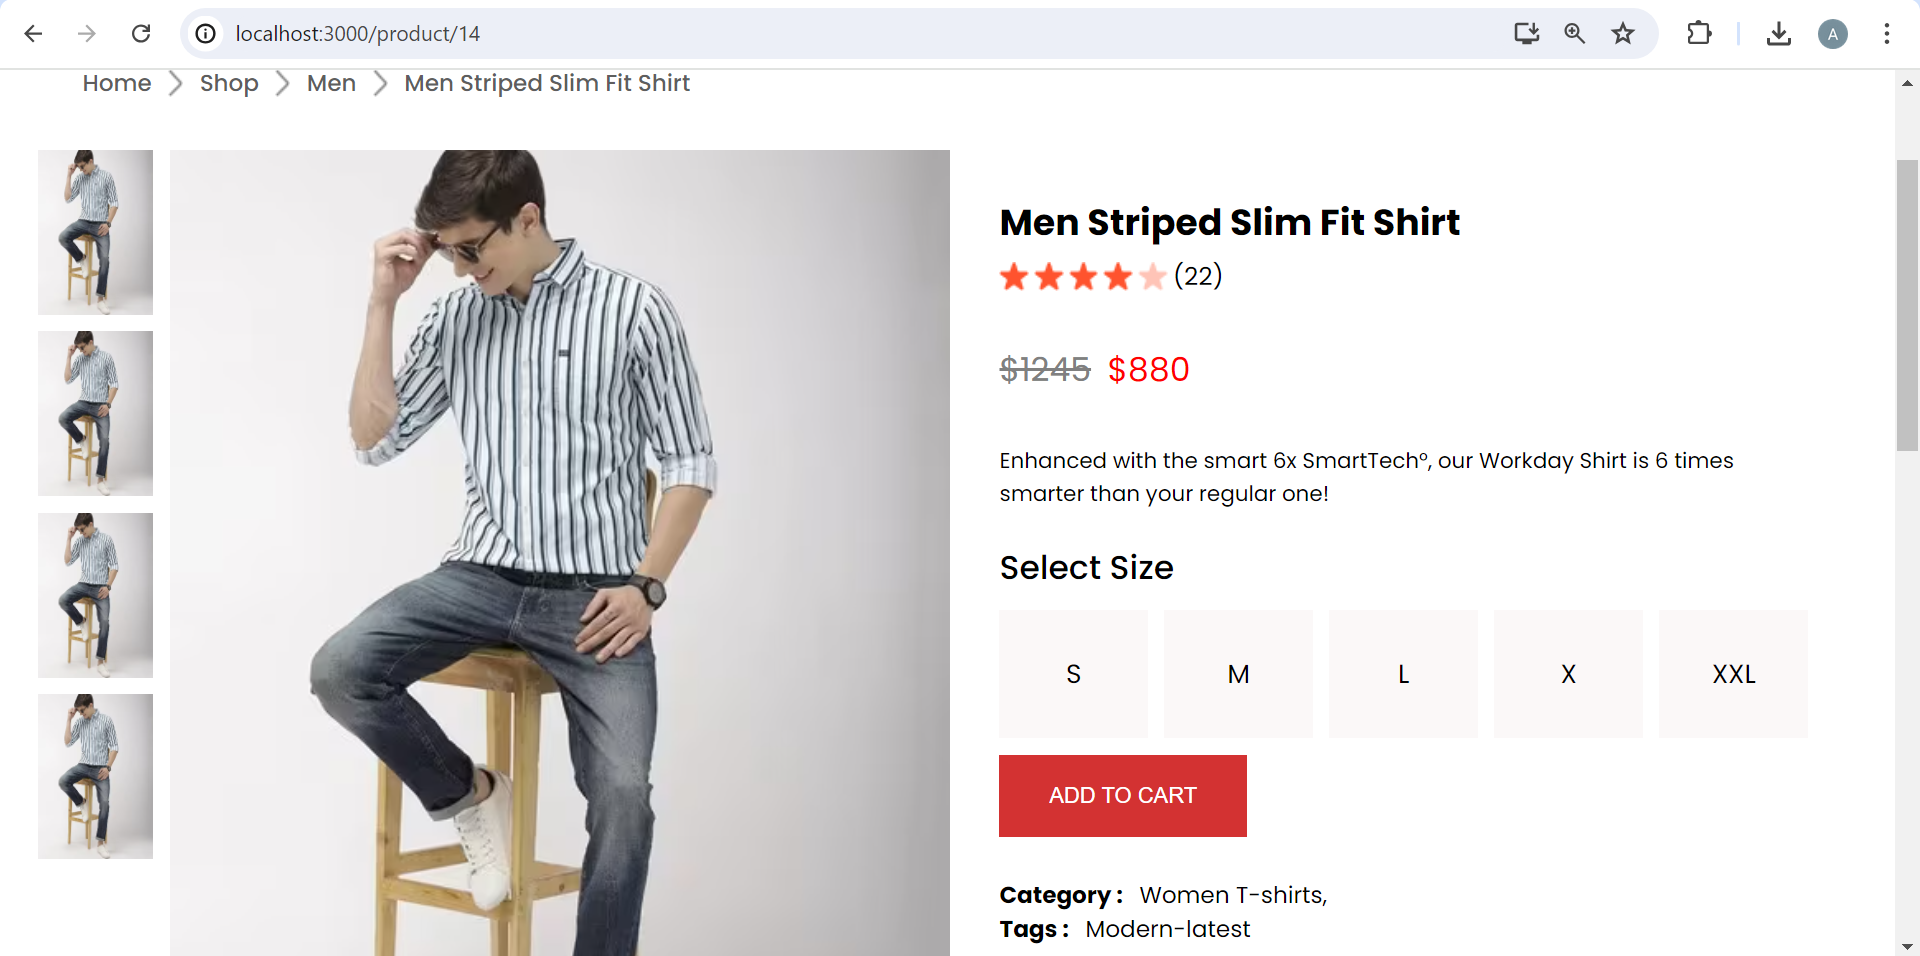 localhost:3000/product/14
A
Home Shop Men Men Striped Slim Fit Shirt
Men Striped Slim Fit Shirt
(22)
$1245 $880
Enhanced with the smart 6x SmartTech°, our Workday Shirt is 6 times
smarter than your regular one!
Select Size
S M L X XXL
ADD TO CART
Category : Women T-shirts,
Tags : Modern-latest